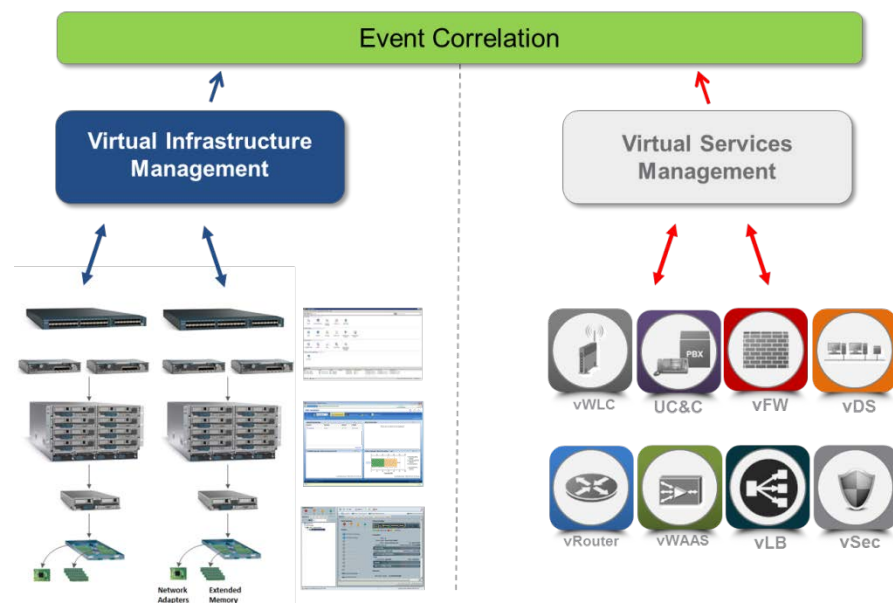 Event Correlation
Virtual Infrastructure
Management
Virtual Services
Management
PBX
vWLC
UC&C
vFW
vDS
vRouter
vWAAS
vLB
vSec
Network
Adapters
Extended
Memory